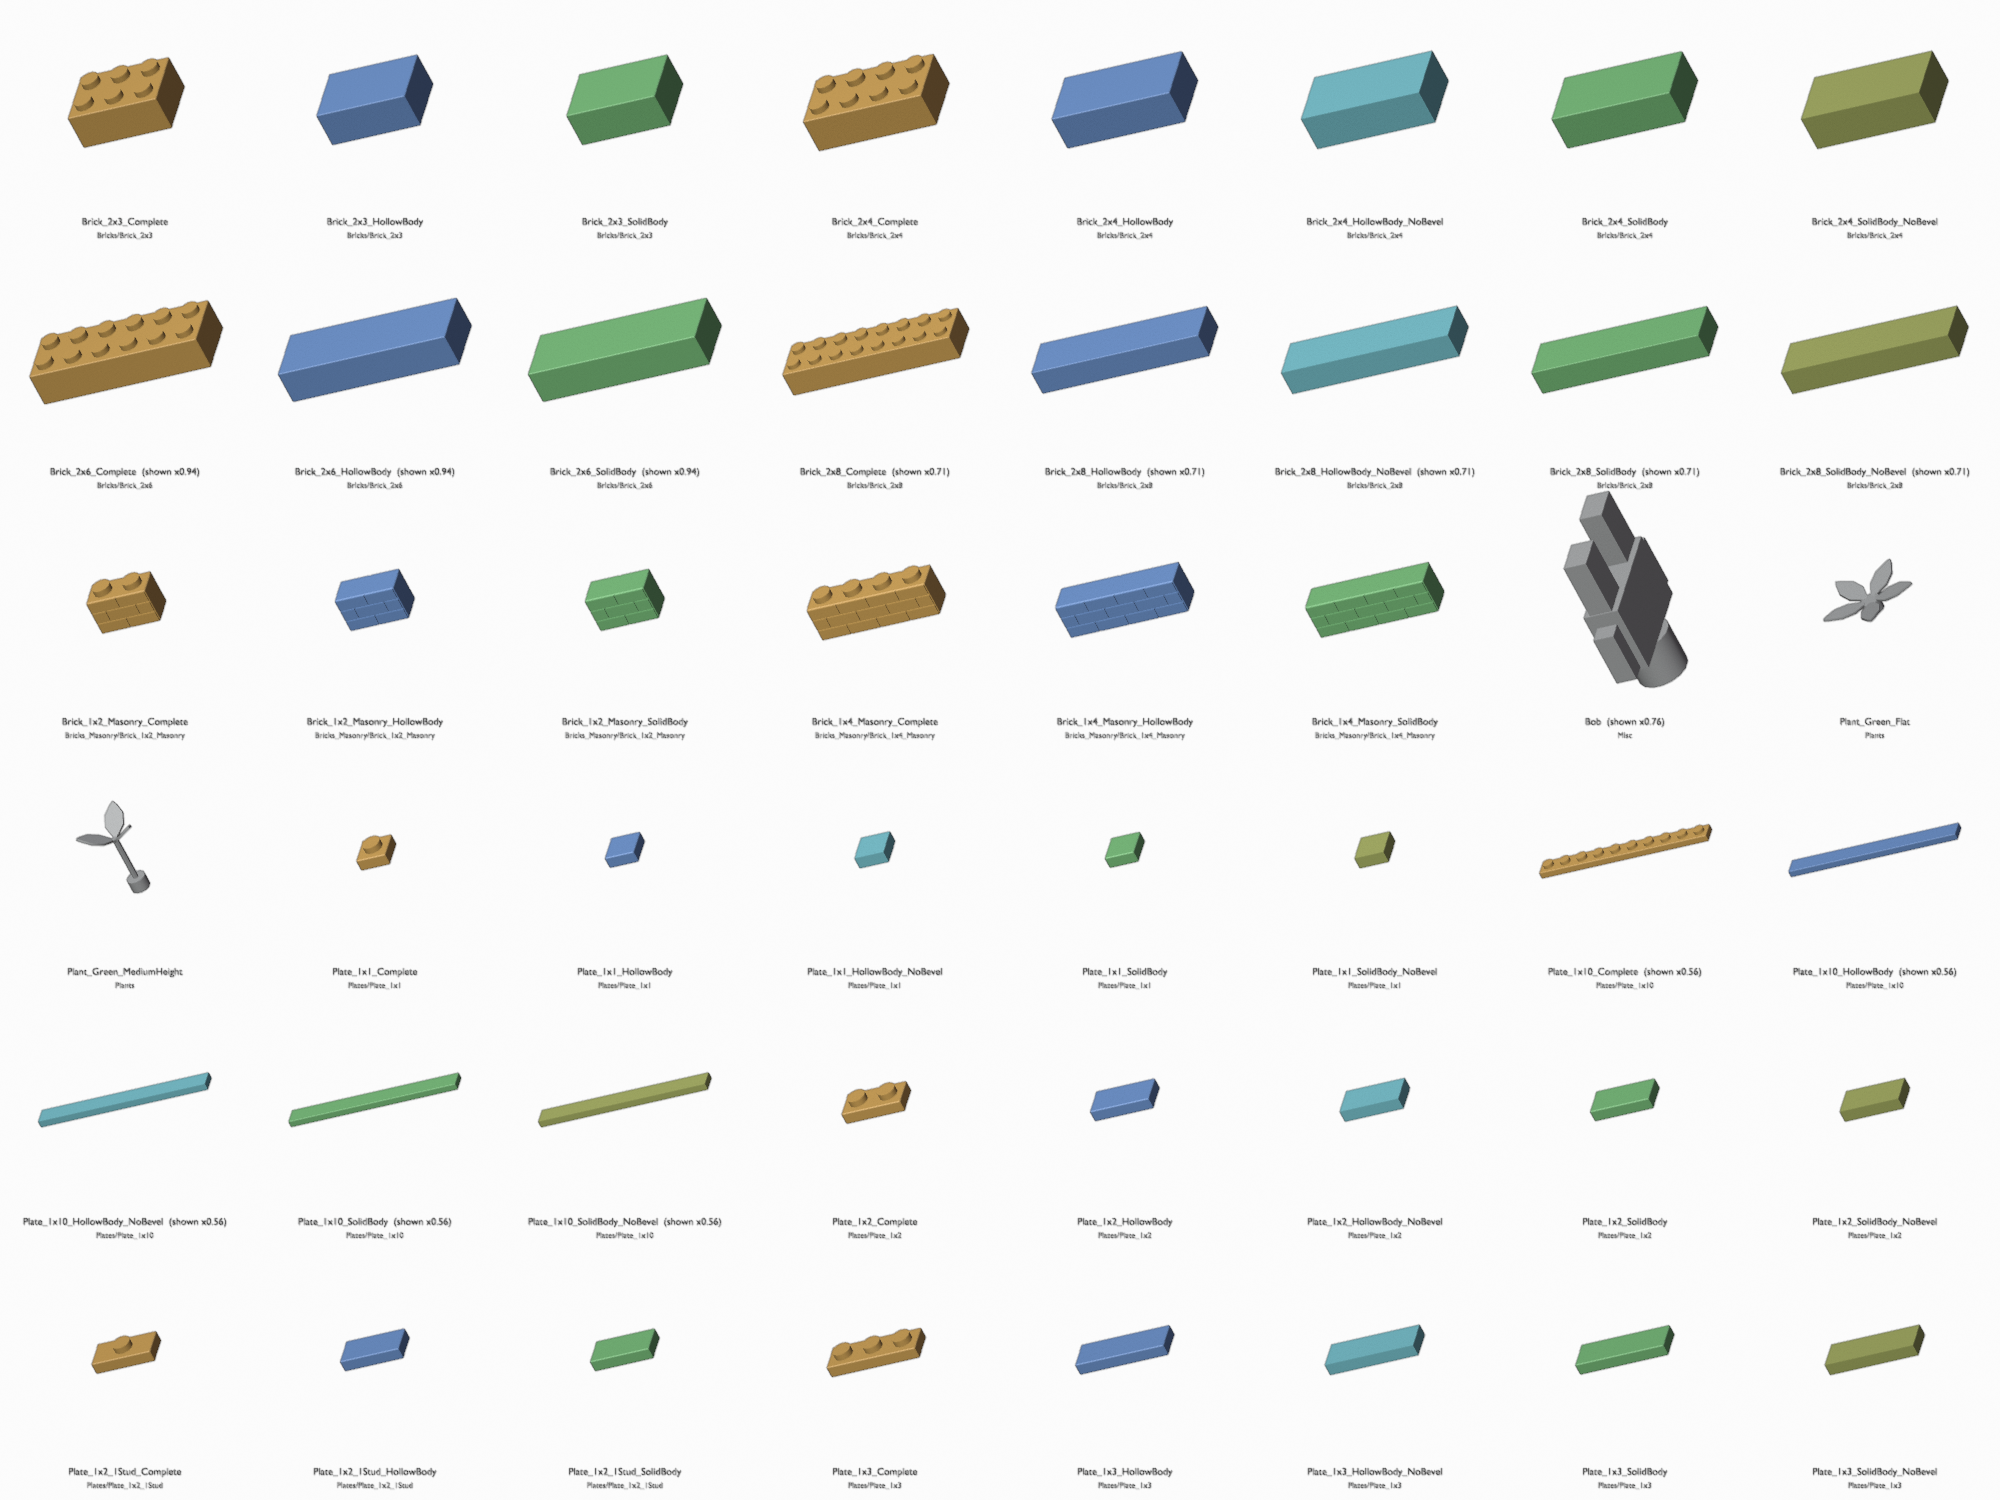 Brick_2x3_Complete
Bricks/Brick_2x3
Brick_2x3_HollowBody
Bricks/Brick_2x3
Brick_2x3_SolidBody
Bricks/Brick_2x3
Brick_2x4_Complete
Bricks/Brick_2x4
Brick_2x4_HollowBody
Bricks/Brick_2x4
Brick_2x4_HollowBody_NoBevel
Bricks/Brick_2x4
Brick_2x4_SolidBody
Bricks/Brick_2x4
Brick_2x4_SolidBody_NoBevel
Bricks/Brick_2x4
Brick_2x6_Complete (shown x0.94)
Bricks/Brick_2x6
Brick_2x6_HollowBody (shown x0.94)
Bricks/Brick_2x6
Brick_2x6_SolidBody (shown x0.94)
Bricks/Brick_2x6
Brick_2x8_Complete (shown x0.71)
Bricks/Brick_2x8
Brick_2x8_HollowBody (shown x0.71)
Bricks/Brick_2x8
Brick_2x8_HollowBody_NoBevel (shown x0.71)
Bricks/Brick_2x8
Brick_2x8_SolidBody (shown x0.71)
Bricks/Brick_2x8
Brick_2x8_SolidBody_NoBevel (shown x0.71)
Bricks/Brick_2x8
Brick_1x2_Masonry_Complete
Bricks_Masonry/Brick_1x2_Masonry
Brick_1x2_Masonry_HollowBody
Bricks_Masonry/Brick_1x2_Masonry
Brick_1x2_Masonry_SolidBody
Bricks_Masonry/Brick_1x2_Masonry
Brick_1x4_Masonry_Complete
Bricks_Masonry/Brick_1x4_Masonry
Brick_1x4_Masonry_HollowBody
Bricks_Masonry/Brick_1x4_Masonry
Brick_1x4_Masonry_SolidBody
Bricks_Masonry/Brick_1x4_Masonry
Bob (shown x0.76)
Misc
Plant_Green_Flat
Plants
Plant_Green_MediumHeight
Plants
Plate_1x1_Complete
Plates/Plate_1x1
Plate_1x1_HollowBody
Plates/Plate_1x1
Plate_1x1_HollowBody_NoBevel
Plates/Plate_1x1
Plate_1x1_SolidBody
Plates/Plate_1x1
Plate_1x1_SolidBody_NoBevel
Plates/Plate_1x1
Plate_1x10_Complete (shown x0.56)
Plates/Plate_1x10
Plate_1x10_HollowBody (shown x0.56)
Plates/Plate_1x10
Plate_1x10_HollowBody_NoBevel (shown x0.56)
Plates/Plate_1x10
Plate_1x10_SolidBody (shown x0.56)
Plates/Plate_1x10
Plate_1x10_SolidBody_NoBevel (shown x0.56)
Plates/Plate_1x10
Plate_1x2_Complete
Plates/Plate_1x2
Plate_1x2_HollowBody
Plates/Plate_1x2
Plate_1x2_HollowBody_NoBevel
Plates/Plate_1x2
Plate_1x2_SolidBody
Plates/Plate_1x2
Plate_1x2_SolidBody_NoBevel
Plates/Plate_1x2
Plate_1x2_1Stud_Complete
Plates/Plate_1x2_1Stud
Plate_1x2_1Stud_HollowBody
Plates/Plate_1x2_1Stud
Plate_1x2_1Stud_SolidBody
Plates/Plate_1x2_1Stud
Plate_1x3_Complete
Plates/Plate_1x3
Plate_1x3_HollowBody
Plates/Plate_1x3
Plate_1x3_HollowBody_NoBevel
Plates/Plate_1x3
Plate_1x3_SolidBody
Plates/Plate_1x3
Plate_1x3_SolidBody_NoBevel
Plates/Plate_1x3